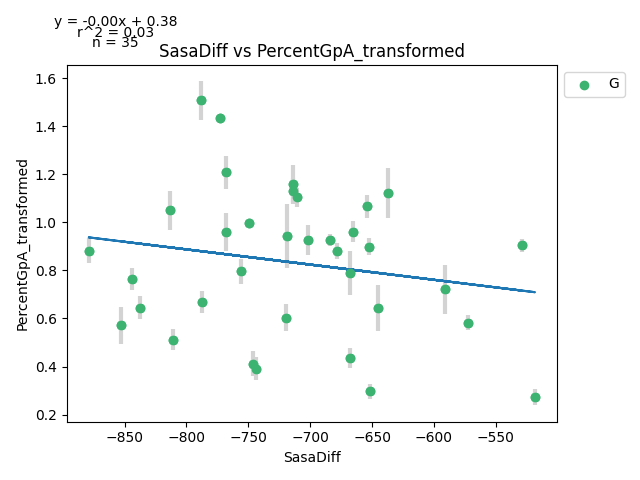 y = -0.00x + 0.38
r^2 = 0.03
n = 35
SasaDiff vs PercentGpA_transformed
G
PercentGpA_transformed
1.6
1.4
1.2
1.0
0.8
0.6
0.4
0.2
−850
−800
−750
−700
−650
−600
−550
SasaDiff